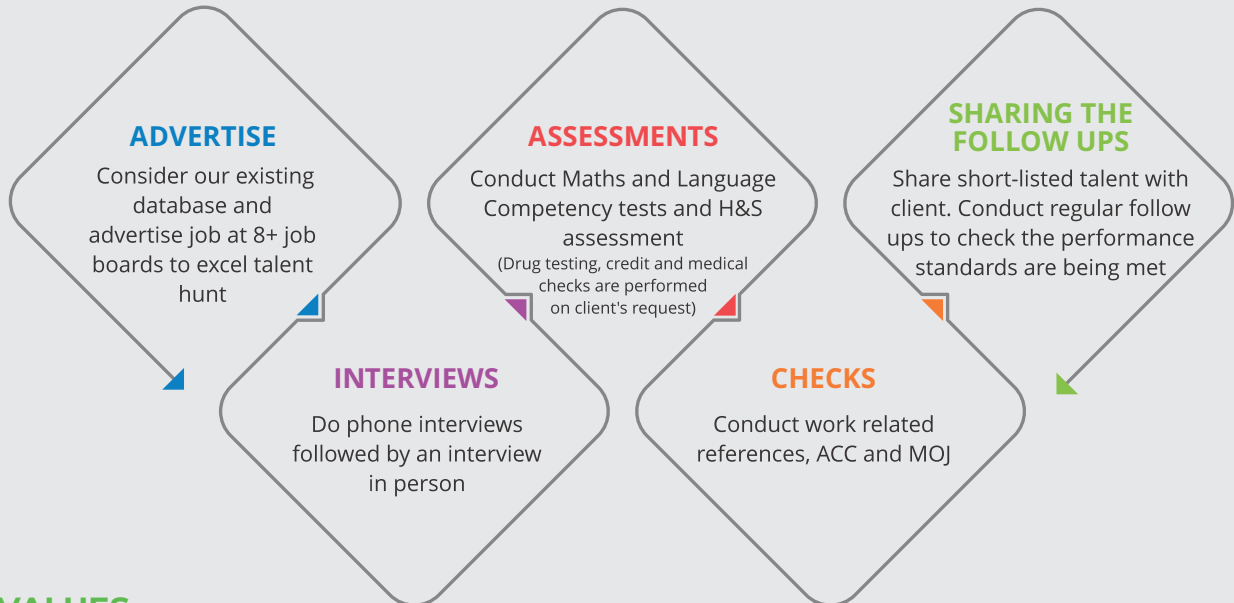 ADVERTISE
Consider our existing
database and
advertise job at 8+ job
boards to excel talent
hunt
INTERVIEWS
Do phone interviews
followed by an interview
in person
ASSESSMENTS
Conduct Maths and Language
Competency tests and H&S
assessment
(Drug testing, credit and medical
checks are performed
on client's request)
CHECKS
Conduct work related
references, ACC and MOJ
SHARING THE
FOLLOW UPS
Share short-listed talent with
client. Conduct regular follow
ups to check the performance
standards are being met
VALUES